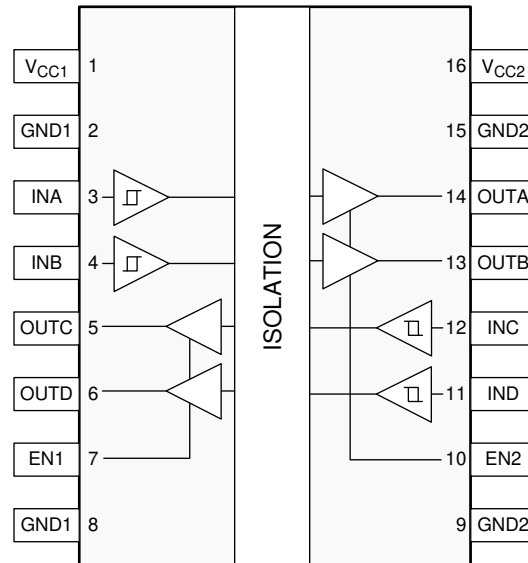 VCC1 1 16 VCC2
GND1 2 15 GND2
INA 3 14 OUTA
INB 4 13 OUTB
ISOLATION
OUTC 5 12 INC
OUTD 6 11 IND
EN1 7 10 EN2
GND1 8 9 GND2